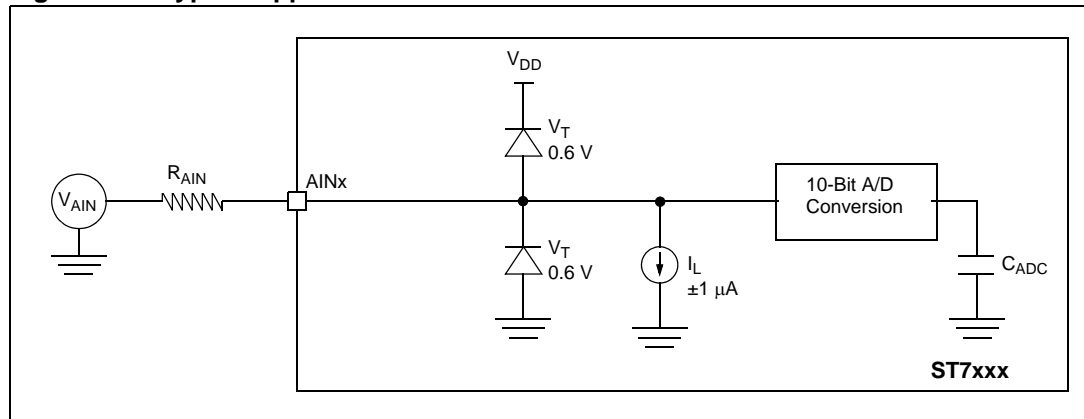 V_DD
V_T
0.6 V
R_AIN
AINx
V_AIN
10-Bit A/D
Conversion
V_T
0.6 V
I_L
±1 μA
C_ADC
ST7xxx